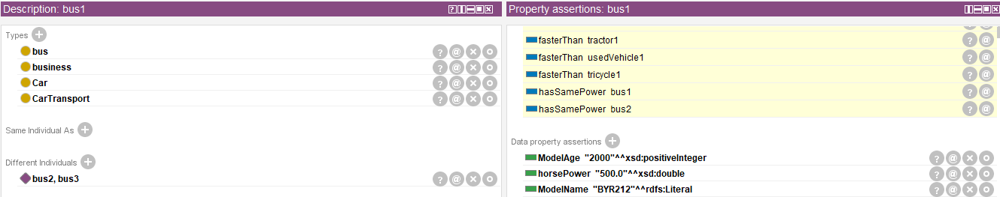 Description: bus1
Types
bus
business
Car
CarTransport
Same Individual As
Different Individuals
bus2, bus3
Property assertions: bus1
fasterThan tractor1
fasterThan usedVehicle1
fasterThan tricycle1
hasSamePower bus1
hasSamePower bus2
Data property assertions
ModelAge "2000"^^xsd:positiveInteger
horsePower "500.0"^^xsd:double
ModelName "BYR212"^^rdfs:Literal